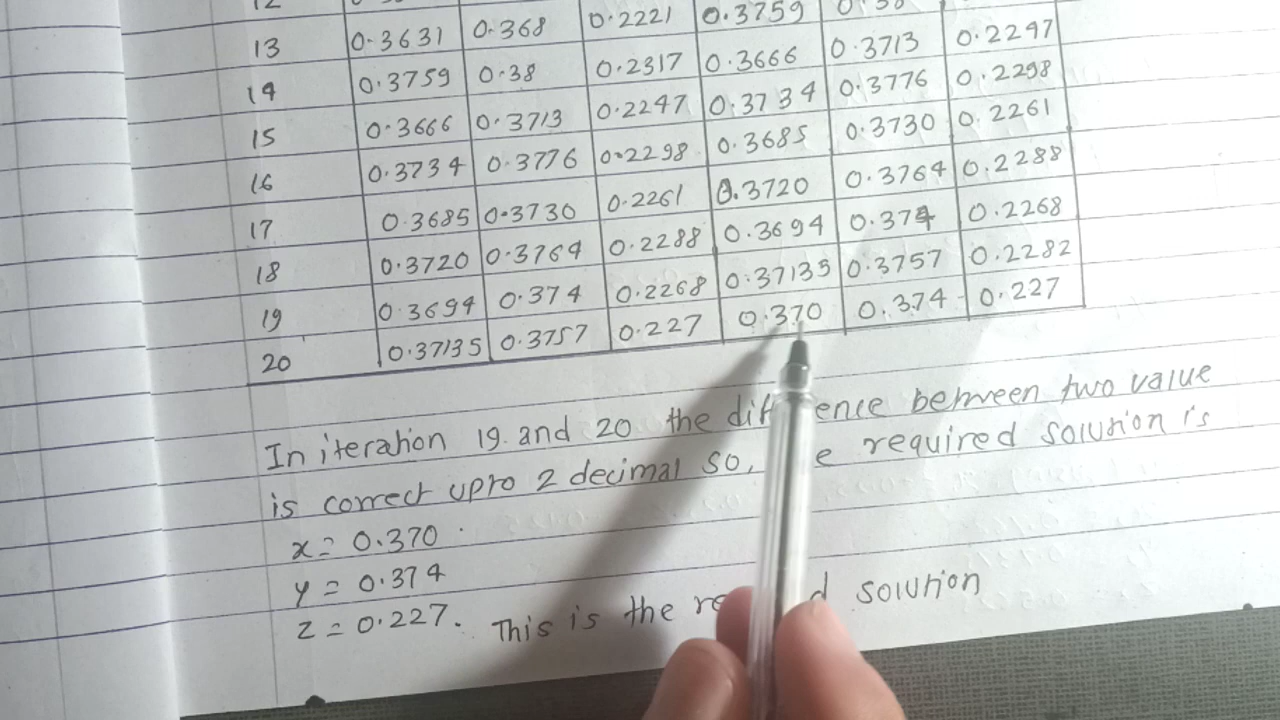 12
13 0.3631 0.368 0.2221 0.3759 0.38 0.2297
14 0.3759 0.38 0.2317 0.3666 0.3713 0.2298
15 0.3666 0.3713 0.2247 0.3734 0.3776 0.2261
16 0.3734 0.3776 0.2298 0.3685 0.3730 0.2288
17 0.3685 0.3730 0.2261 0.3720 0.3764 0.2268
18 0.3720 0.3764 0.2288 0.3694 0.374 0.2282
19 0.3694 0.374 0.2268 0.37135 0.3757 0.227
20 0.37135 0.3757 0.227 0.370 0.374
In iteration 19 and 20 the difference between two value
is correct upto 2 decimal so, required solution is
x = 0.370
y = 0.374
z = 0.227. This is the solution